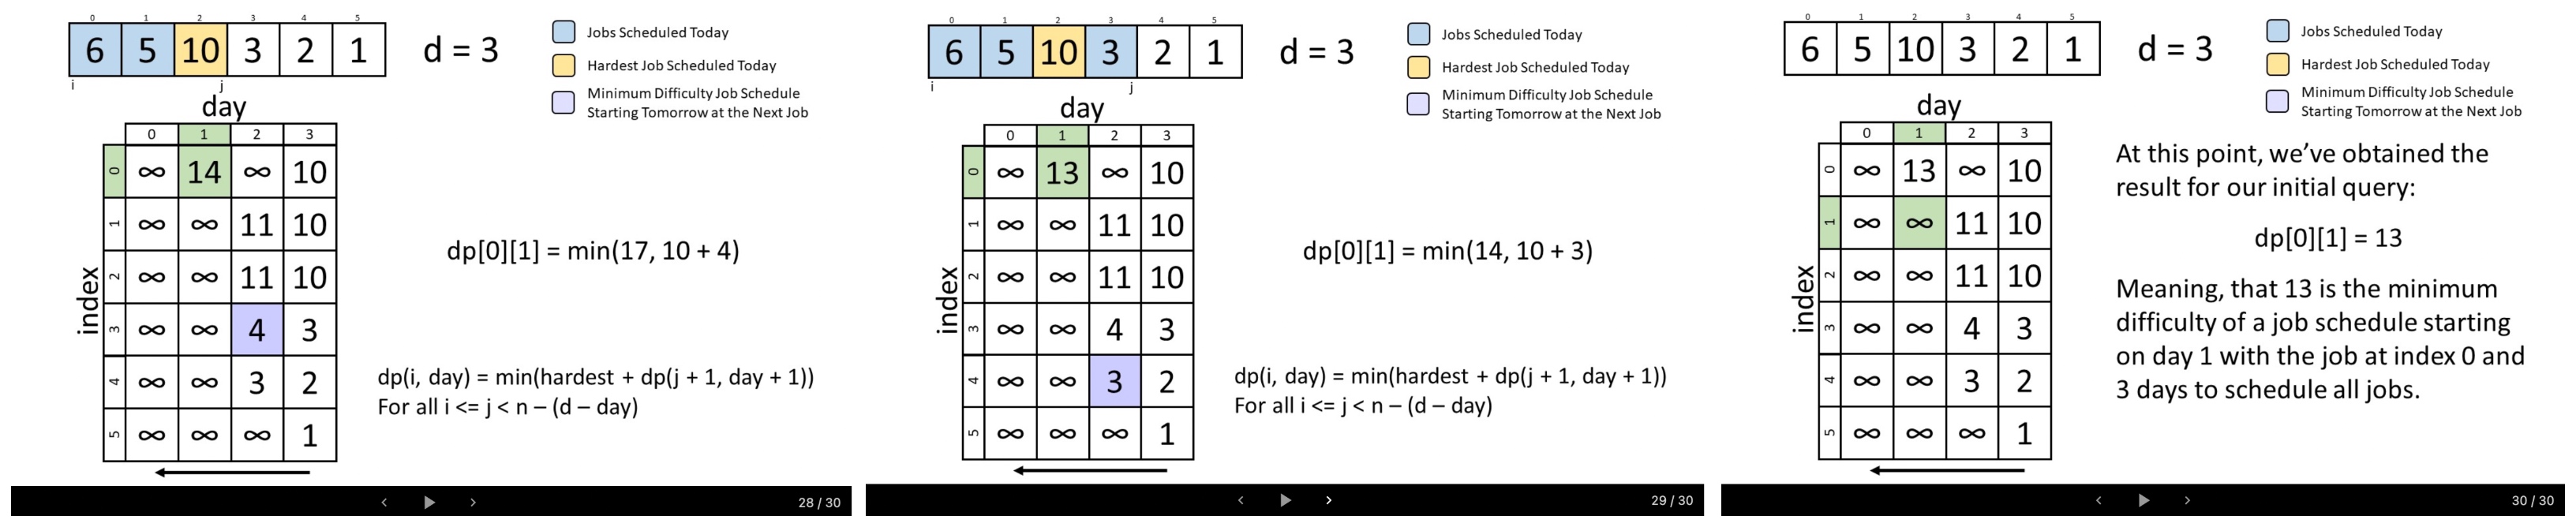 0 1 2 3 4 5
6 5 10 3 2 1
d = 3
i j
Jobs Scheduled Today
Hardest Job Scheduled Today
Minimum Difficulty Job Schedule
Starting Tomorrow at the Next Job
day
0 1 2 3
index
0 ∞ 14 ∞ 10
1 ∞ ∞ 11 10
2 ∞ ∞ 11 10
3 ∞ ∞ 4 3
4 ∞ ∞ 3 2
5 ∞ ∞ ∞ 1
dp[0][1] = min(17, 10 + 4)
dp(i, day) = min(hardest + dp(j + 1, day + 1))
For all i <= j < n – (d – day)
28 / 30
0 1 2 3 4 5
6 5 10 3 2 1
d = 3
i j
Jobs Scheduled Today
Hardest Job Scheduled Today
Minimum Difficulty Job Schedule
Starting Tomorrow at the Next Job
day
0 1 2 3
index
0 ∞ 13 ∞ 10
1 ∞ ∞ 11 10
2 ∞ ∞ 11 10
3 ∞ ∞ 4 3
4 ∞ ∞ 3 2
5 ∞ ∞ ∞ 1
dp[0][1] = min(14, 10 + 3)
dp(i, day) = min(hardest + dp(j + 1, day + 1))
For all i <= j < n – (d – day)
29 / 30
0 1 2 3 4 5
6 5 10 3 2 1
d = 3
Jobs Scheduled Today
Hardest Job Scheduled Today
Minimum Difficulty Job Schedule
Starting Tomorrow at the Next Job
day
0 1 2 3
index
0 ∞ 13 ∞ 10
1 ∞ ∞ 11 10
2 ∞ ∞ 11 10
3 ∞ ∞ 4 3
4 ∞ ∞ 3 2
5 ∞ ∞ ∞ 1
At this point, we’ve obtained the
result for our initial query:
dp[0][1] = 13
Meaning, that 13 is the minimum
difficulty of a job schedule starting
on day 1 with the job at index 0 and
3 days to schedule all jobs.
30 / 30